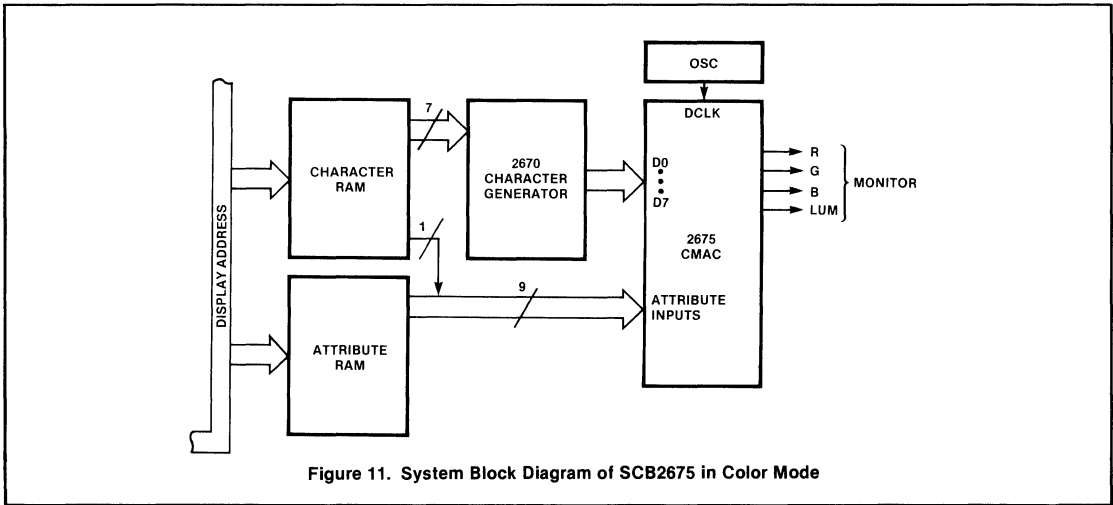 OSC
DCLK
7
CHARACTER
RAM
2670
CHARACTER
GENERATOR
D0
D7
R
G
B
LUM
MONITOR
1
2675
CMAC
DISPLAY ADDRESS
9
ATTRIBUTE
INPUTS
ATTRIBUTE
RAM
Figure 11. System Block Diagram of SCB2675 in Color Mode